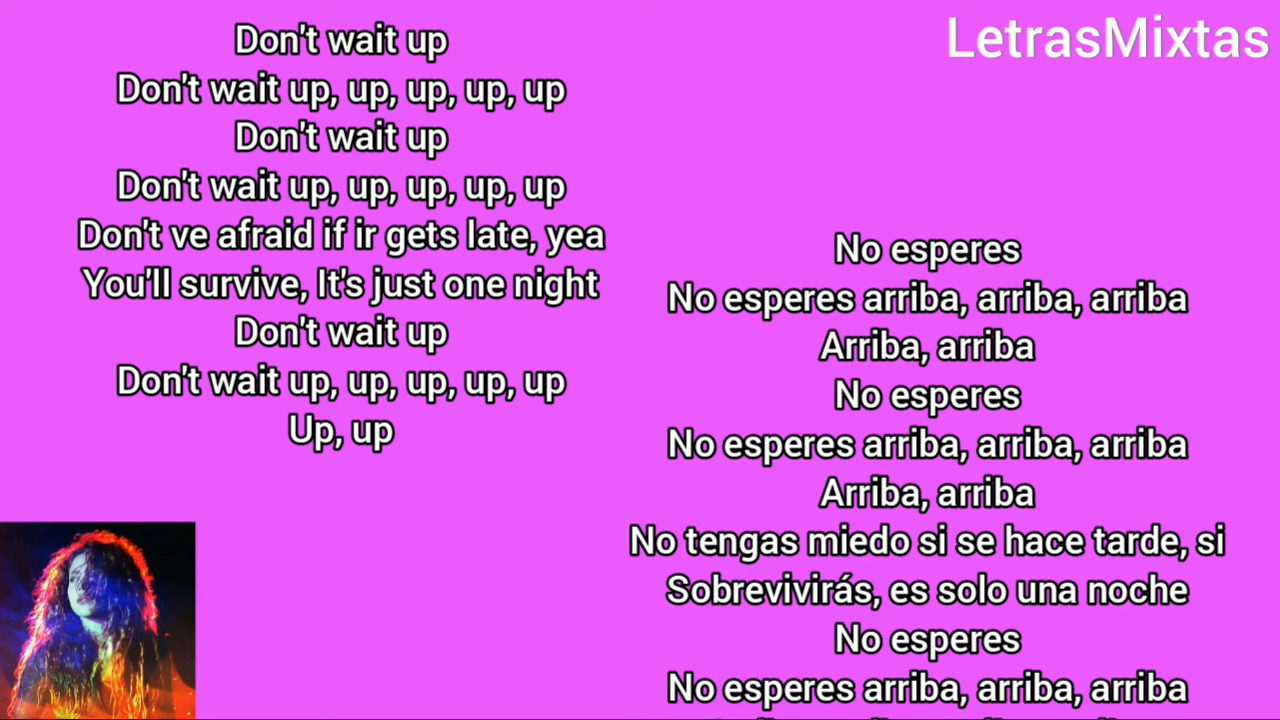 LetrasMixtas
Don't wait up
Don't wait up, up, up, up, up
Don't wait up
Don't wait up, up, up, up, up
Don't ve afraid if ir gets late, yea
You'll survive, It's just one night
Don't wait up
Don't wait up, up, up, up, up
Up, up
No esperes
No esperes arriba, arriba, arriba
Arriba, arriba
No esperes
No esperes arriba, arriba, arriba
Arriba, arriba
No tengas miedo si se hace tarde, si
Sobrevivirás, es solo una noche
No esperes
No esperes arriba, arriba, arriba